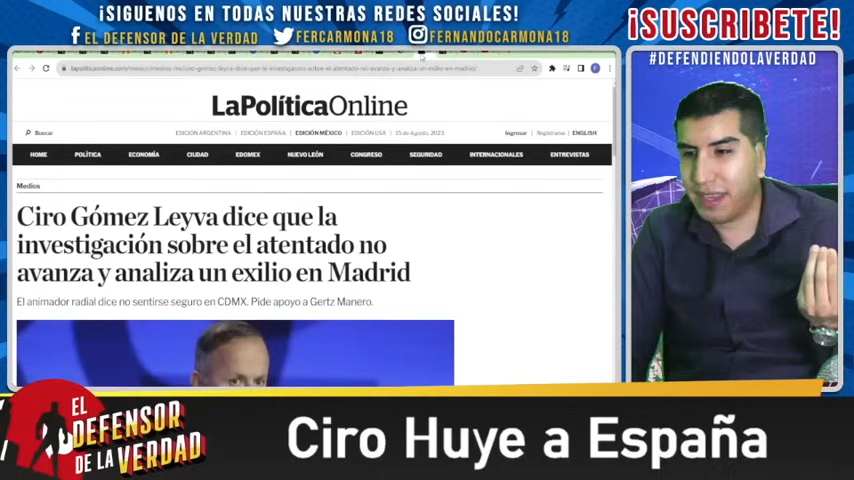 ¡SIGUENOS EN TODAS NUESTRAS REDES SOCIALES!
EL DEFENSOR DE LA VERDAD FERCARMONA18 FERNANDOCARMONA18
¡SUSCRIBETE!
#DEFENDIENDOLAVERDAD
LaPolíticaOnline
Buscar EDICIÓN ARGENTINA EDICIÓN ESPAÑA EDICIÓN MÉXICO EDICIÓN USA 15 de Agosto, 2023 Ingresar Registrarse ENGLISH
HOME POLÍTICA ECONOMÍA CIUDAD EDOMEX NUEVO LEÓN CONGRESO SEGURIDAD INTERNACIONALES ENTREVISTAS
Medios
Ciro Gómez Leyva dice que la
investigación sobre el atentado no
avanza y analiza un exilio en Madrid
El animador radial dice no sentirse seguro en CDMX. Pide apoyo a Gertz Manero.
EL
DEFENSOR
DE LA VERDAD
Ciro Huye a España